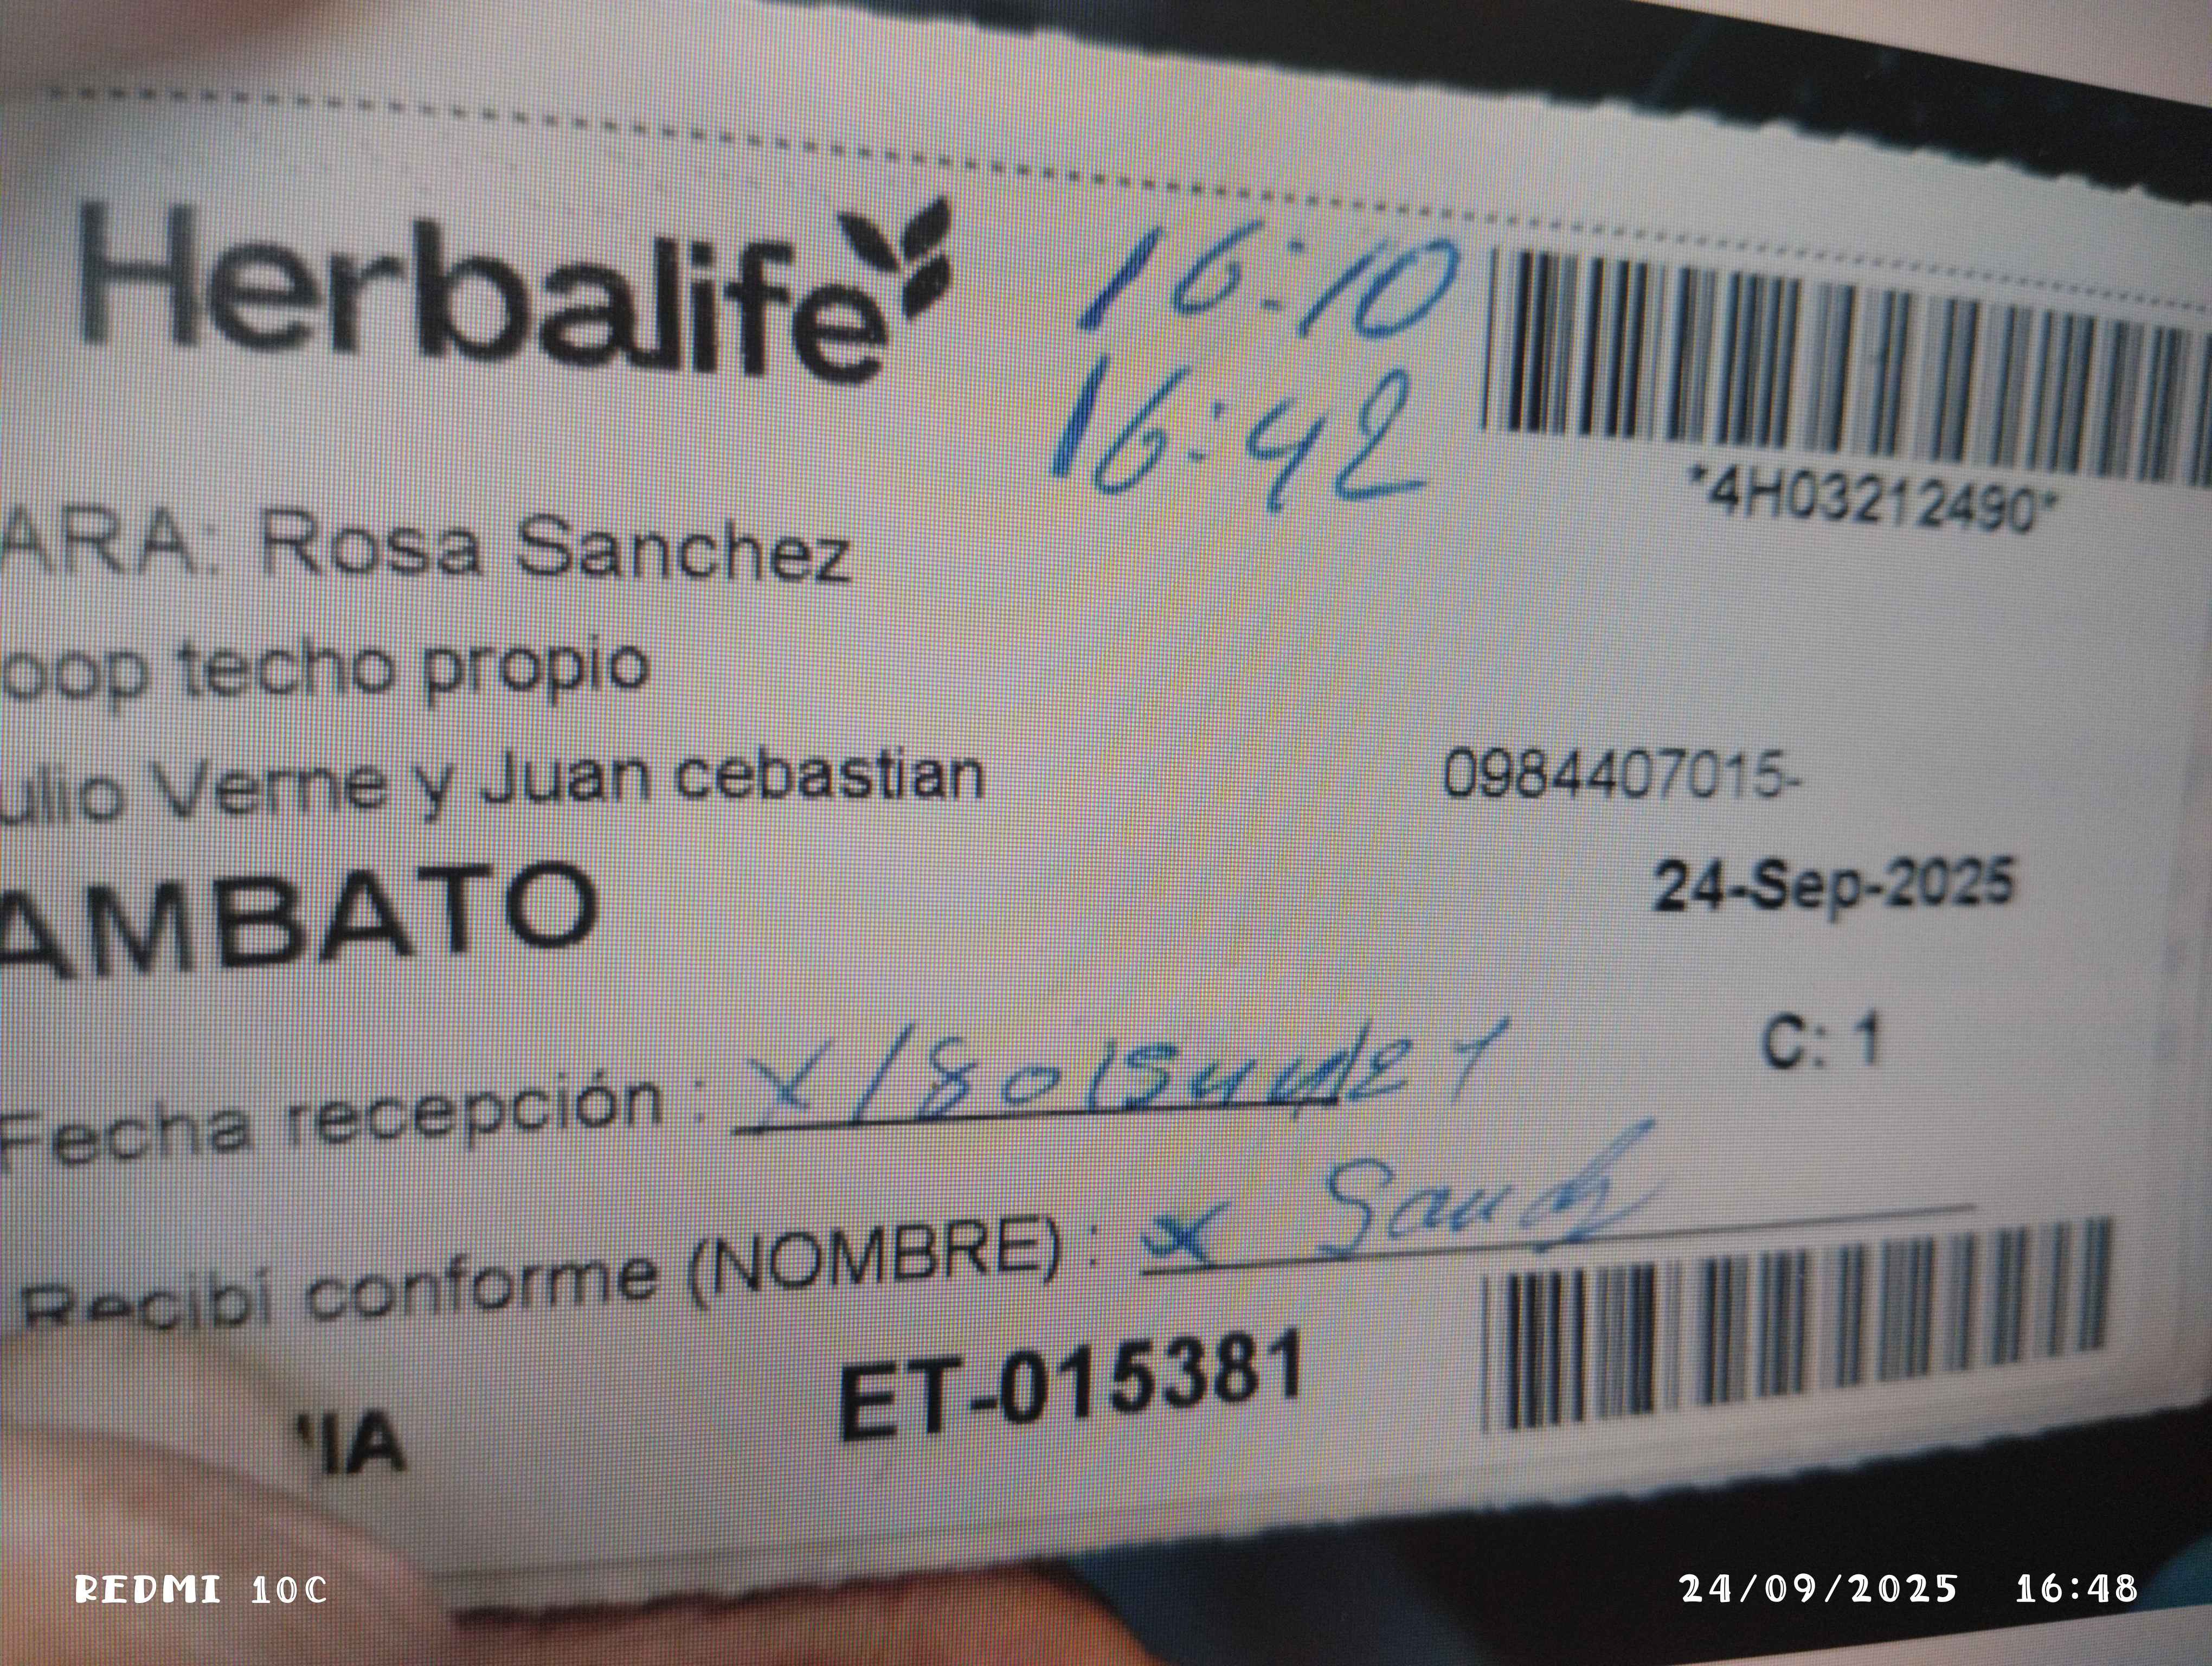 Herbalife
16:10
16:42
*4H03212490*
ARA: Rosa Sanchez
oop techo propio
ulio Verne y Juan cebastian
0984407015-
AMBATO
24-Sep-2025
C: 1
Fecha recepción :
Recibí conforme (NOMBRE) : x
ET-015381
IA
REDMI 10C
24/09/2025 16:48